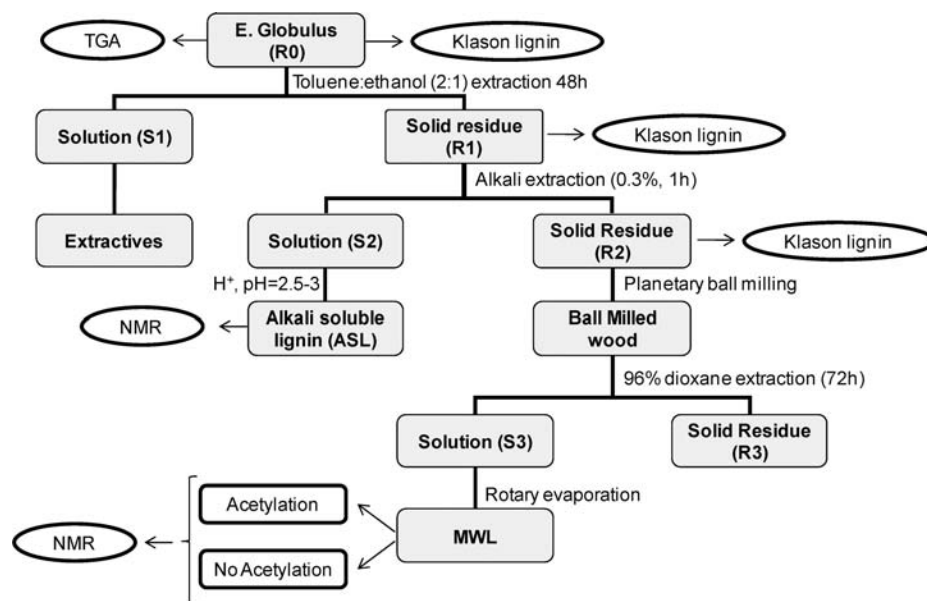 TGA
E. Globulus
(R0)
Klason lignin
Toluene:ethanol (2:1) extraction 48h
Solution (S1)
Solid residue
(R1)
Klason lignin
Alkali extraction (0.3%, 1h)
Extractives
Solution (S2)
Solid Residue
(R2)
Klason lignin
H⁺, pH=2.5-3
Planetary ball milling
NMR
Alkali soluble
lignin (ASL)
Ball Milled
wood
96% dioxane extraction (72h)
Solution (S3)
Solid Residue
(R3)
Rotary evaporation
Acetylation
NMR
MWL
No Acetylation